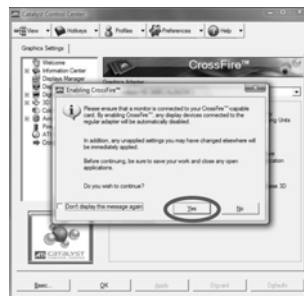 Catalyst Control Center
View
Hotkeys
Profiles
Preferences
Help
Graphics Settings
Welcome
Information Center
Displays Manager
CrossFire™
Graphics Adapter
Enabling CrossFire™
Please ensure that a monitor is connected to your CrossFire™-capable
card. By enabling CrossFire™, any display devices connected to the
regular adapter will be automatically disabled.
In addition, any unapplied settings you may have changed elsewhere will
be immediately applied.
Before continuing, be sure to save your work and close any open
applications.
Do you wish to continue?
Don't display this message again
Yes
No
CATALYST
Basic...
OK
Apply
Discard
Defaults